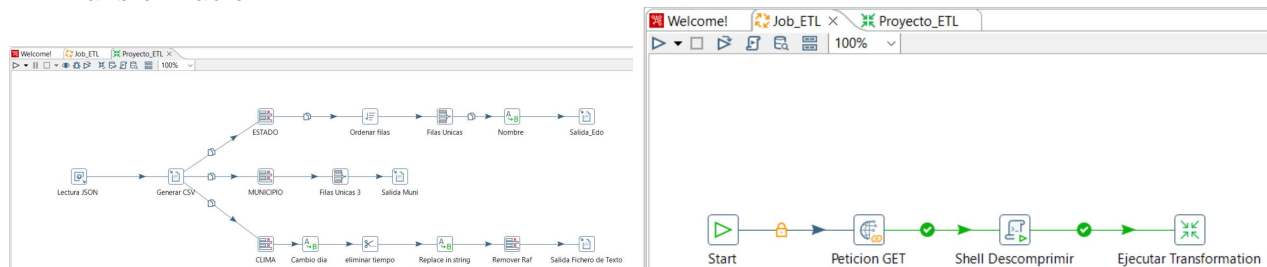 Welcome! Job_ETL Proyecto_ETL
100%
ESTADO Ordenar filas Filas Unicas Nombre Salida_Edo
Lectura JSON Generar CSV MUNICIPIO Filas Unicas 3 Salida Muni
CLIMA Cambio dia eliminar tiempo Replace in string Remover Raf Salida Fichero de Texto
Welcome! Job_ETL Proyecto_ETL
100%
Start Peticion GET Shell Descomprimir Ejecutar Transformation